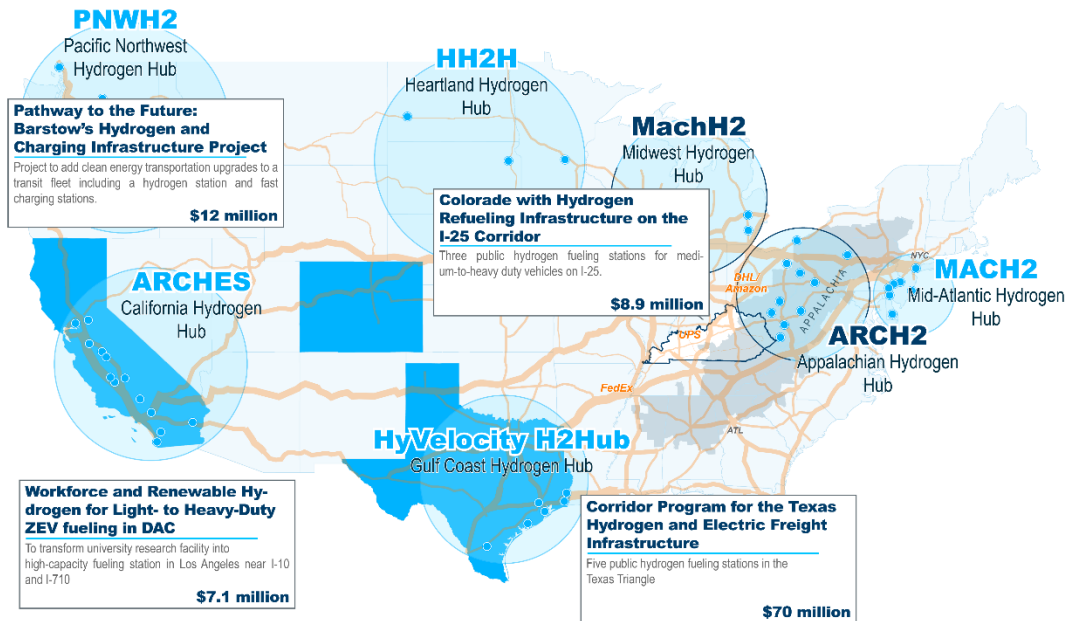 PNWH2
Pacific Northwest
Hydrogen Hub
Pathway to the Future:
Barstow's Hydrogen and
Charging Infrastructure Project
Project to add clean energy transportation upgrades to a
transit fleet including a hydrogen station and fast
charging stations.
$12 million
HH2H
Heartland Hydrogen
Hub
MachH2
Midwest Hydrogen
Hub
Colorade with Hydrogen
Refueling Infrastructure on the
I-25 Corridor
Three public hydrogen fueling stations for medi-
um-to-heavy duty vehicles on I-25.
$8.9 million
ARCHES
California Hydrogen
Hub
DHL/
Amazon
UPS
FedEx
APPALACHIA
NYC
MACH2
Mid-Atlantic Hydrogen
Hub
ARCH2
Appalachian Hydrogen
Hub
ATL
HyVelocity H2Hub
Gulf Coast Hydrogen Hub
Workforce and Renewable Hy-
drogen for Light- to Heavy-Duty
ZEV fueling in DAC
To transform university research facility into
high-capacity fueling station in Los Angeles near I-10
and I-710
$7.1 million
Corridor Program for the Texas
Hydrogen and Electric Freight
Infrastructure
Five public hydrogen fueling stations in the
Texas Triangle
$70 million